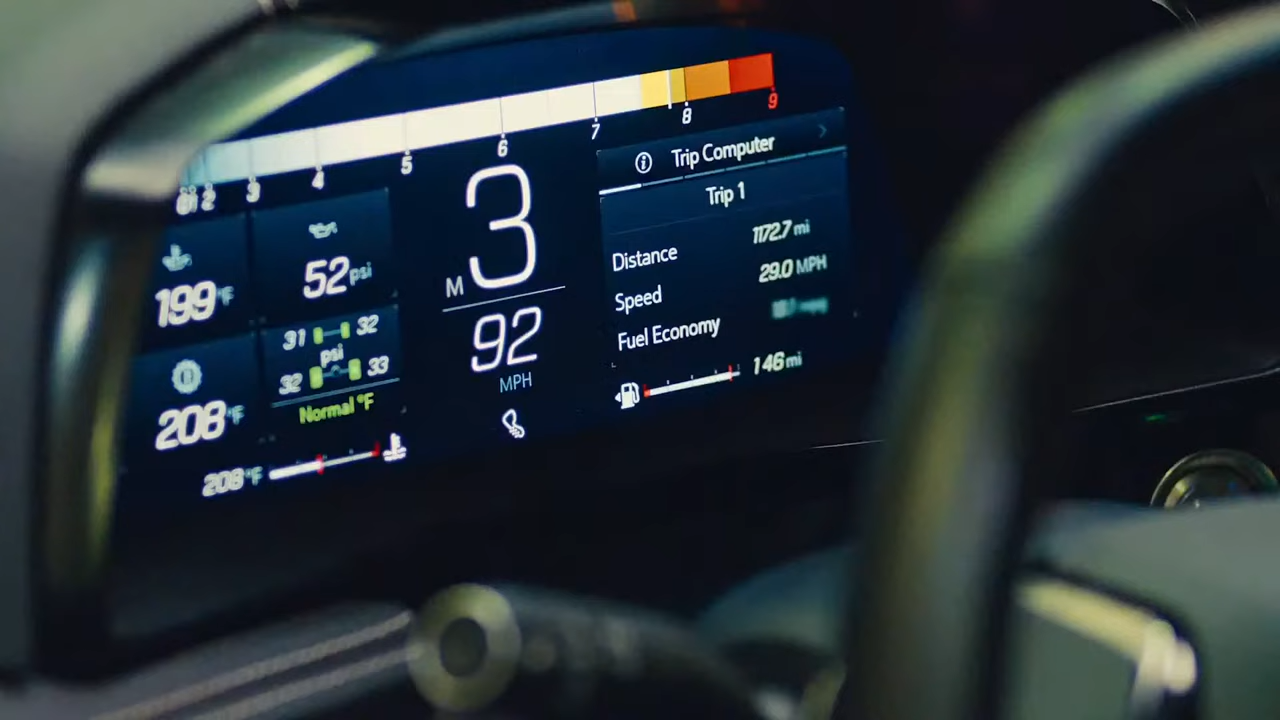 3 4 5 6 7 8 9
199 °F
52 psi
31 32
psi
32 33
Normal °F
208 °F
208 °F
M 3
92
MPH
Trip Computer
Trip 1
Distance 1172.7 mi
Speed 29.0 MPH
Fuel Economy
146 mi